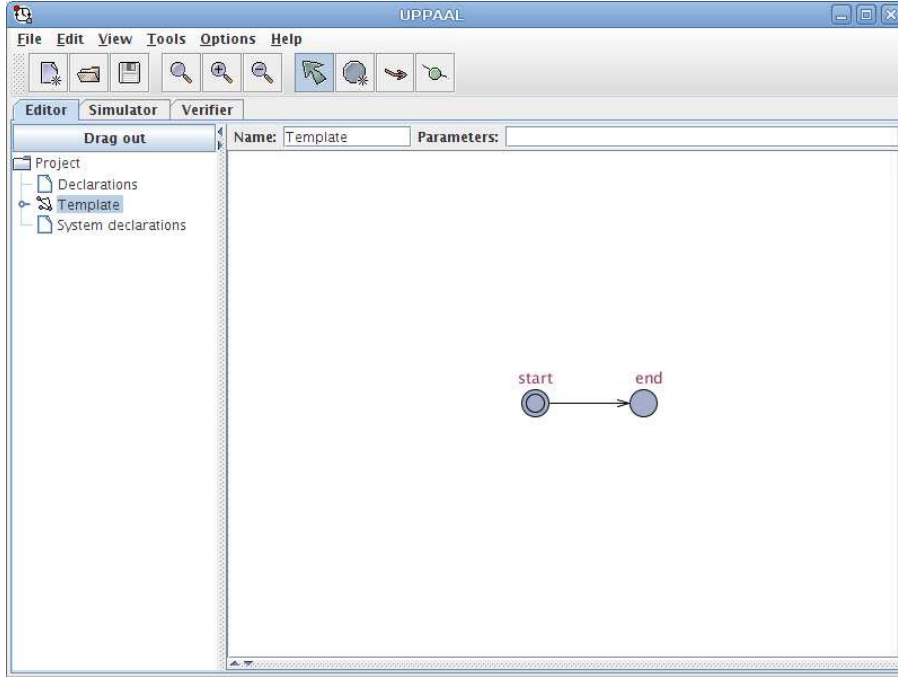 UPPAAL
File Edit View Tools Options Help
Editor Simulator Verifier
Drag out
Name: Template Parameters:
Project
Declarations
Template
System declarations
start end